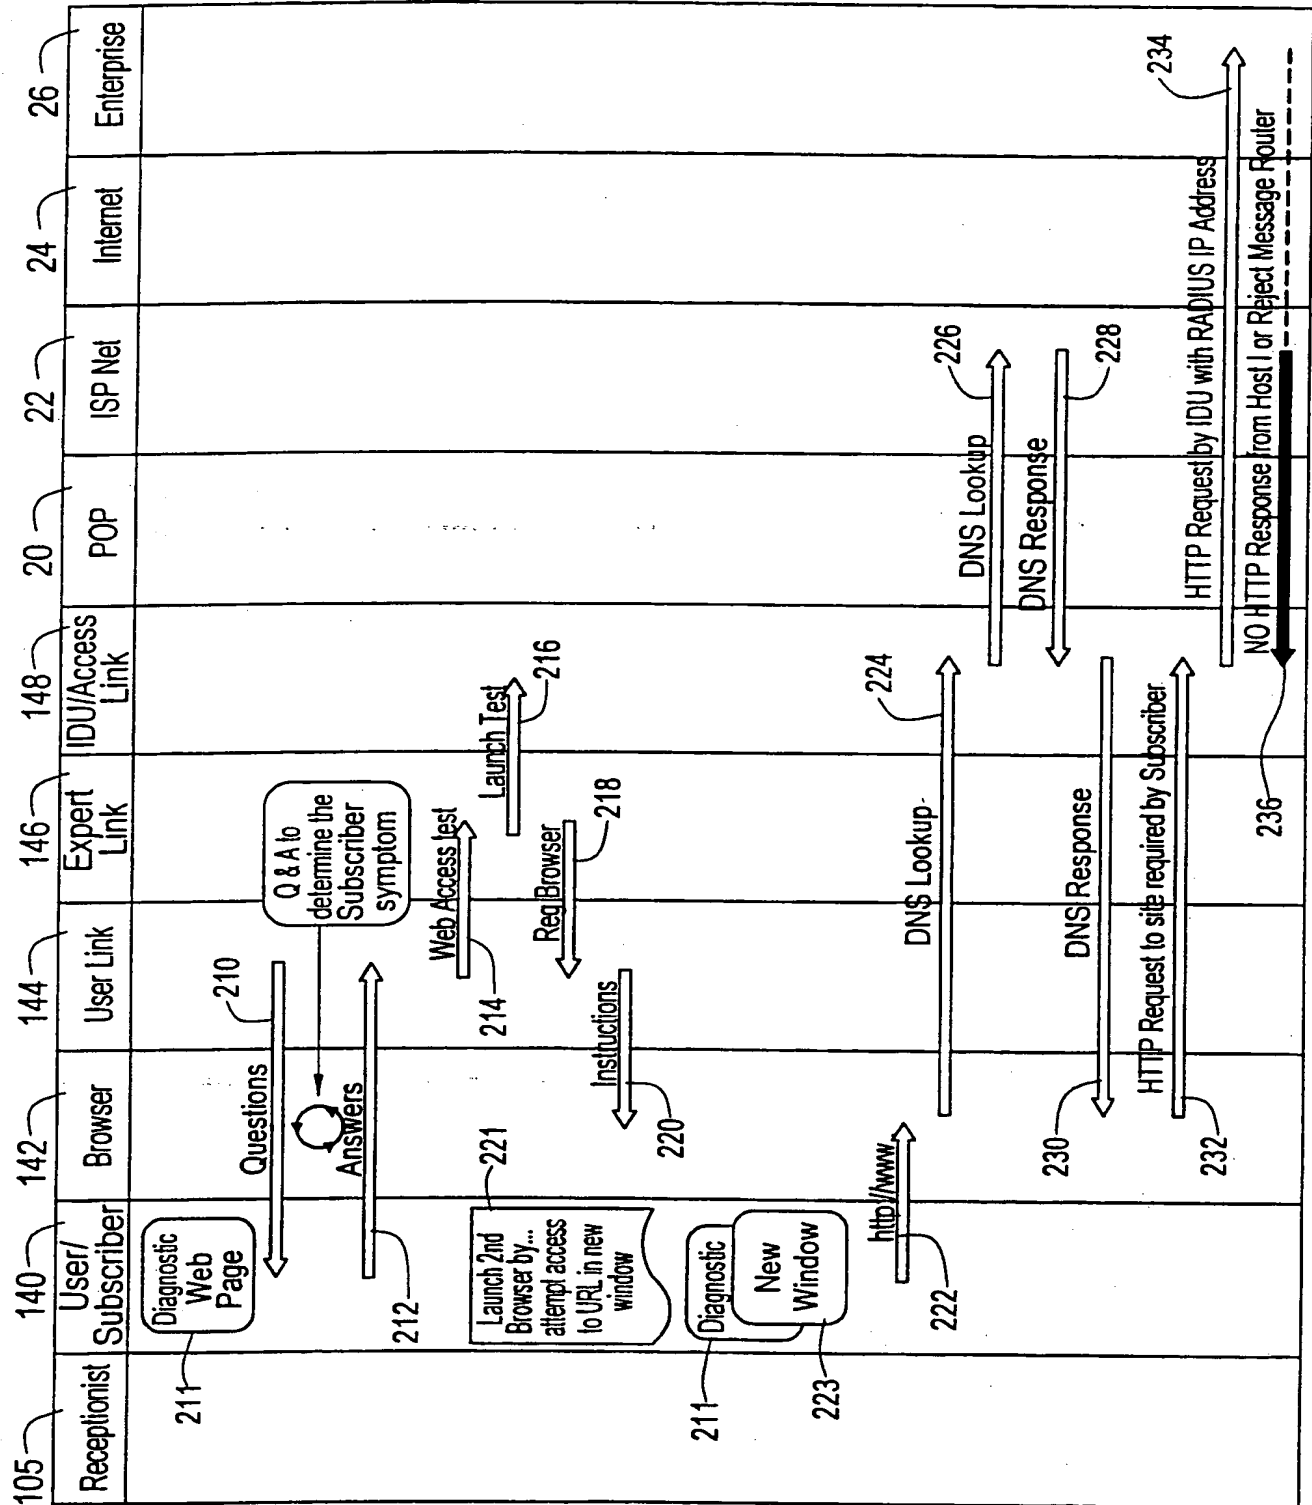 105
140
142
144
146
148
20
22
24
26
Receptionist
User/
Subscriber
Browser
User Link
Expert
Link
IDU/Access
Link
POP
ISP Net
Internet
Enterprise
Diagnostic
Web
Page
211
Questions
210
Q & A to
determine the
Subscriber
symptom
Answers
212
Web Access test
214
Launch Test
216
Req Browser
218
Instructions
220
Launch 2nd
Browser by...
attempt access
to URL in new
window
221
Diagnostic
211
New
Window
223
http://www
222
DNS Lookup
224
DNS Lookup
226
DNS Response
228
DNS Response
230
HTTP Request to site required by Subscriber
232
HTTP Request by IDU with RADIUS IP Address
234
NO HTTP Response from Host I or Reject Message Router
236